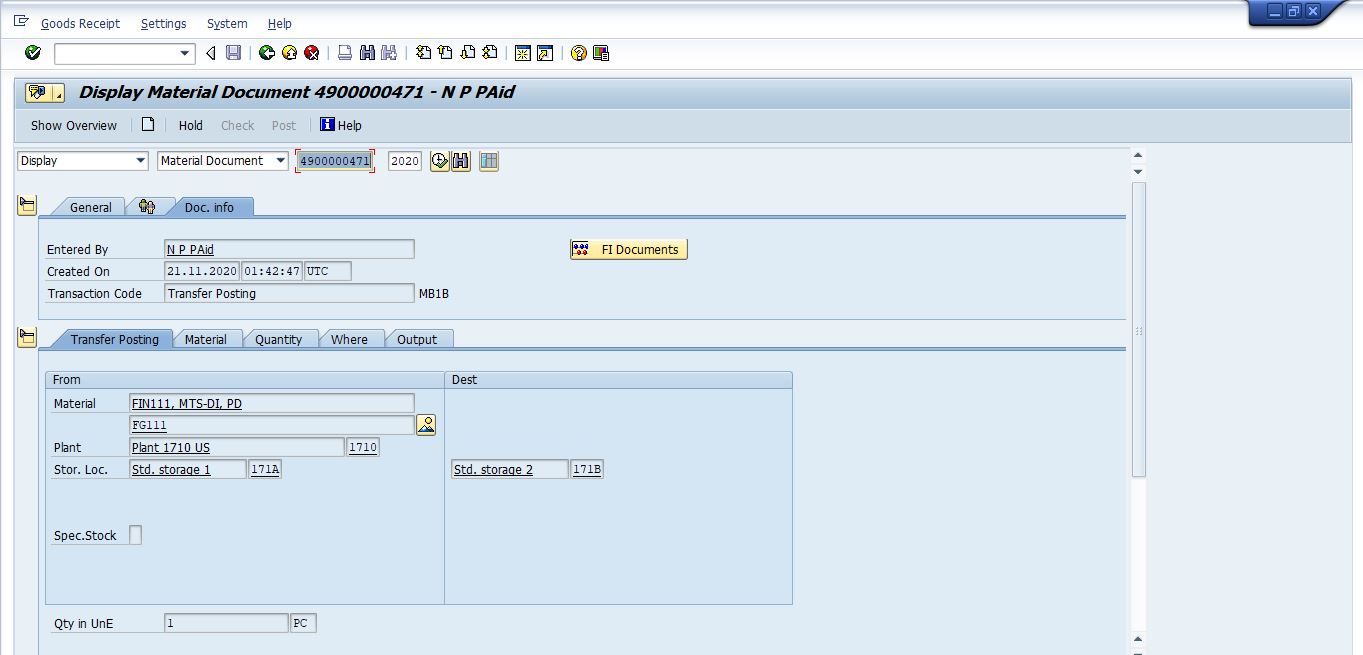 Goods Receipt Settings System Help
Display Material Document 4900000471 - N P PAid
Show Overview Hold Check Post Help
Display Material Document 4900000471 2020
General Doc. info
Entered By N P PAid FI Documents
Created On 21.11.2020 01:42:47 UTC
Transaction Code Transfer Posting MB1B
Transfer Posting Material Quantity Where Output
From Dest
Material FIN111, MTS-DI, PD
FG111
Plant Plant 1710 US 1710
Stor. Loc. Std. storage 1 171A Std. storage 2 171B
Spec.Stock
Qty in UnE 1 PC